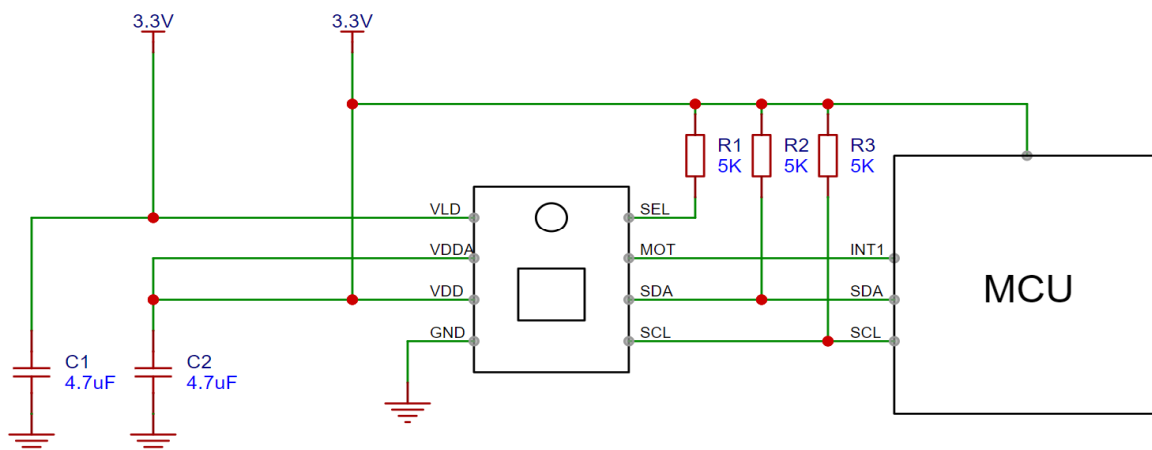 3.3V
3.3V
R1
5K
R2
5K
R3
5K
VLD
SEL
VDDA
MOT
INT1
MCU
VDD
SDA
SDA
GND
SCL
SCL
C1
4.7uF
C2
4.7uF